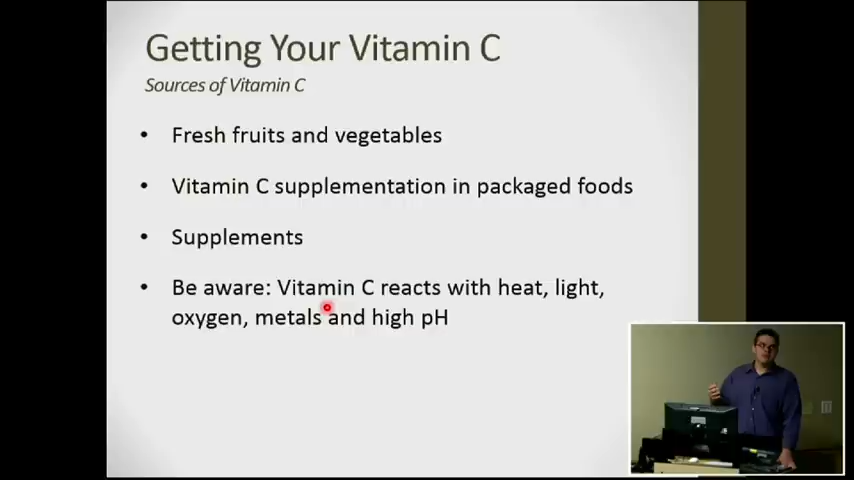 Getting Your Vitamin C
Sources of Vitamin C
• Fresh fruits and vegetables
• Vitamin C supplementation in packaged foods
• Supplements
• Be aware: Vitamin C reacts with heat, light,
oxygen, metals and high pH